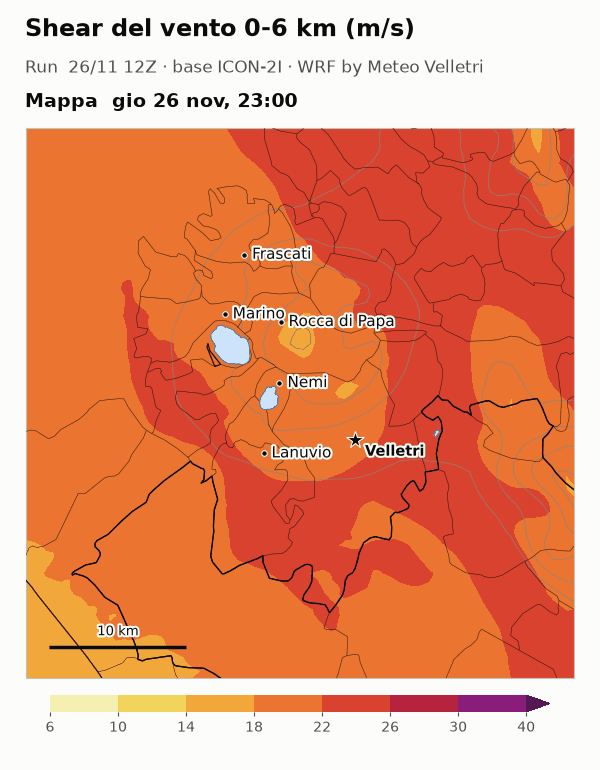 Shear del vento 0-6 km (m/s)
Run  26/11 12Z · base ICON-2I · WRF by Meteo Velletri
Mappa  gio 26 nov, 23:00
Frascati
Marino
Rocca di Papa
Nemi
Velletri
Lanuvio
10 km
6 10 14 18 22 26 30 40